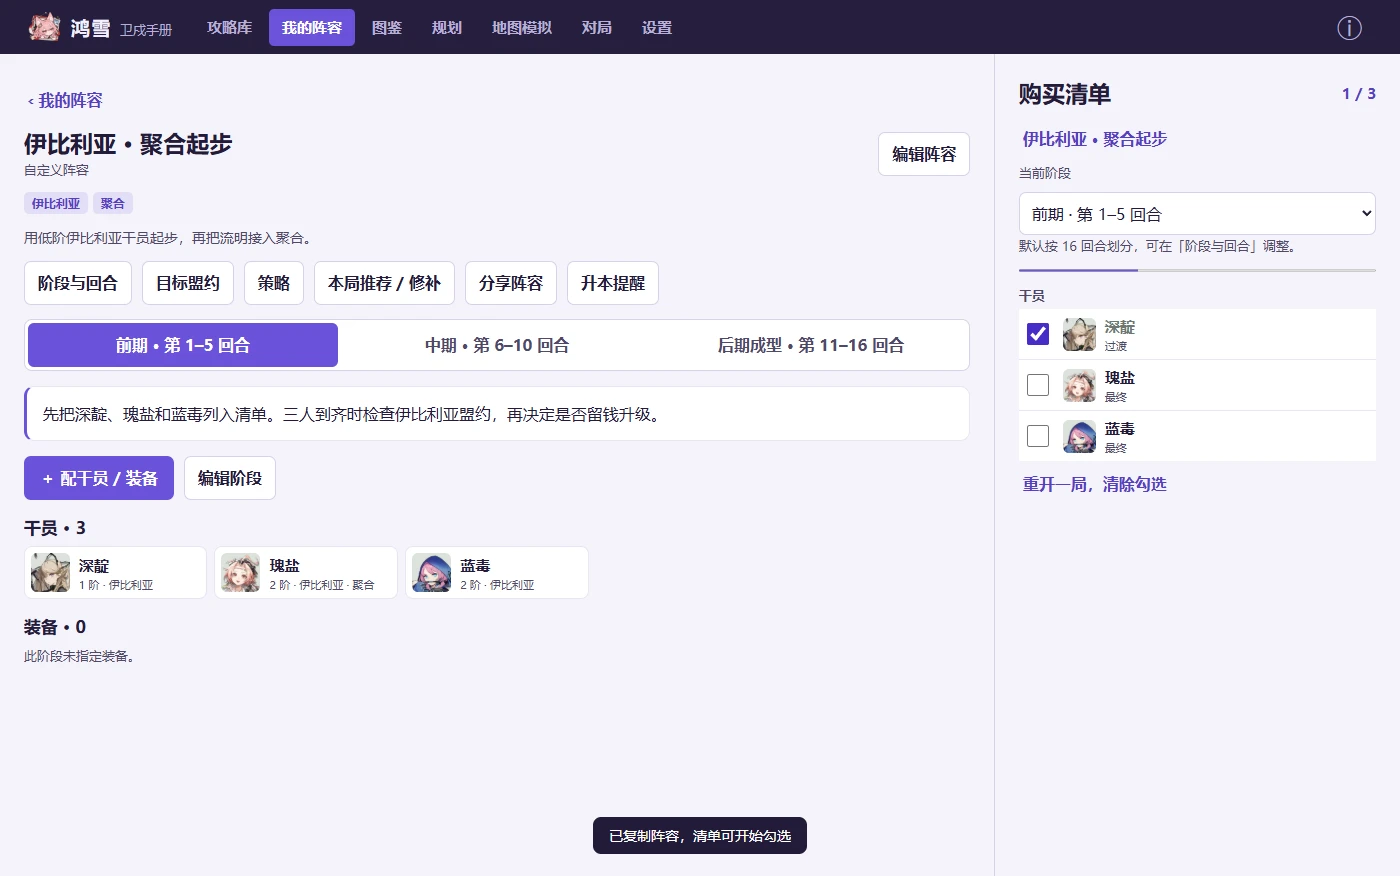 鸿雪 卫戍手册 攻略库 我的阵容 图鉴 规划 地图模拟 对局 设置
‹ 我的阵容
伊比利亚 • 聚合起步
自定义阵容
编辑阵容
伊比利亚 聚合
用低阶伊比利亚干员起步，再把流明接入聚合。
阶段与回合 目标盟约 策略 本局推荐 / 修补 分享阵容 升本提醒
前期 • 第 1–5 回合 中期 • 第 6–10 回合 后期成型 • 第 11–16 回合
先把深靛、瑰盐和蓝毒列入清单。三人到齐时检查伊比利亚盟约，再决定是否留钱升级。
+ 配干员 / 装备 编辑阶段
干员 • 3
深靛
1 阶 · 伊比利亚
瑰盐
2 阶 · 伊比利亚 · 聚合
蓝毒
2 阶 · 伊比利亚
装备 • 0
此阶段未指定装备。
购买清单 1 / 3
伊比利亚 • 聚合起步
当前阶段
前期 · 第 1–5 回合
默认按 16 回合划分，可在「阶段与回合」调整。
干员
深靛
过渡
瑰盐
最终
蓝毒
最终
重开一局，清除勾选
已复制阵容，清单可开始勾选